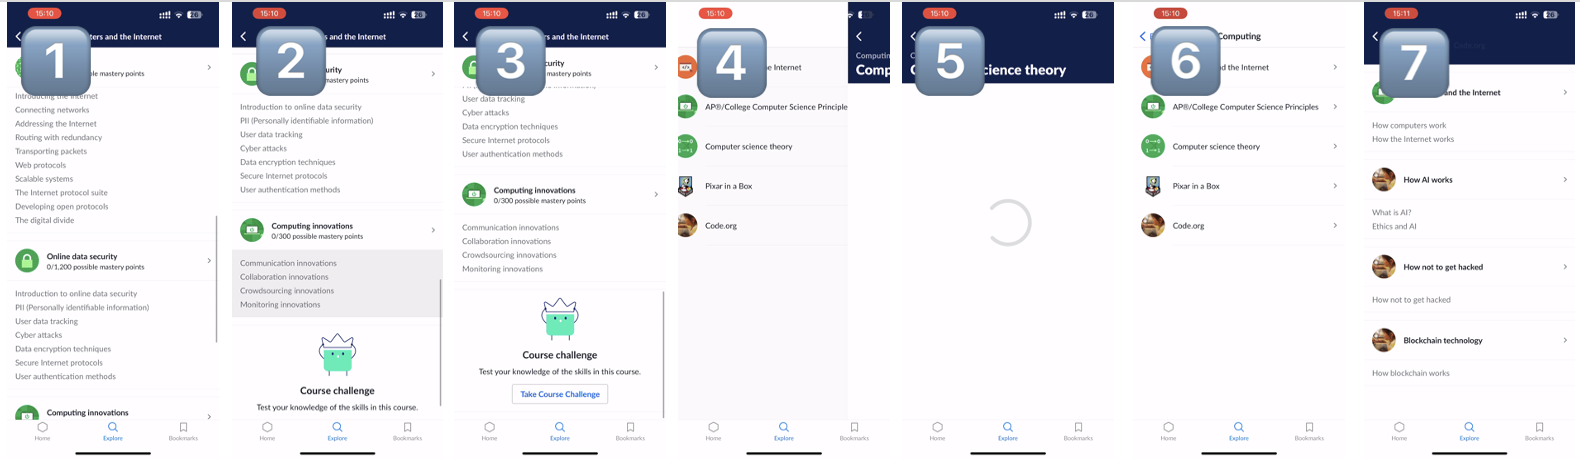 15:10
26
1
ters and the Internet
ble mastery points
Introducing the Internet
Connecting networks
Addressing the Internet
Routing with redundancy
Transporting packets
Web protocols
Scalable systems
The Internet protocol suite
Developing open protocols
The digital divide
Online data security
0/1,200 possible mastery points
Introduction to online data security
PII (Personally identifiable information)
User data tracking
Cyber attacks
Data encryption techniques
Secure Internet protocols
User authentication methods
Computing innovations
Home
Explore
Bookmarks
15:10
26
2
s and the Internet
urity
mastery points
Introduction to online data security
PII (Personally identifiable information)
User data tracking
Cyber attacks
Data encryption techniques
Secure Internet protocols
User authentication methods
Computing innovations
0/300 possible mastery points
Communication innovations
Collaboration innovations
Crowdsourcing innovations
Monitoring innovations
Course challenge
Test your knowledge of the skills in this course.
Home
Explore
Bookmarks
15:10
26
3
s and the Internet
curity
mastery points
User data tracking
Cyber attacks
Data encryption techniques
Secure Internet protocols
User authentication methods
Computing innovations
0/300 possible mastery points
Communication innovations
Collaboration innovations
Crowdsourcing innovations
Monitoring innovations
Course challenge
Test your knowledge of the skills in this course.
Take Course Challenge
Home
Explore
Bookmarks
15:10
4
Computin
Comp
he Internet
AP®/College Computer Science Principle
Computer science theory
Pixar in a Box
Code.org
Home
Explore
Bookmarks
15:10
26
5
Co
cience theory
Home
Explore
Bookmarks
15:10
26
6
Computing
nd the Internet
AP®/College Computer Science Principles
Computer science theory
Pixar in a Box
Code.org
Home
Explore
Bookmarks
15:11
26
7
Code.org
and the Internet
How computers work
How the Internet works
How AI works
What is AI?
Ethics and AI
How not to get hacked
How not to get hacked
Blockchain technology
How blockchain works
Home
Explore
Bookmarks